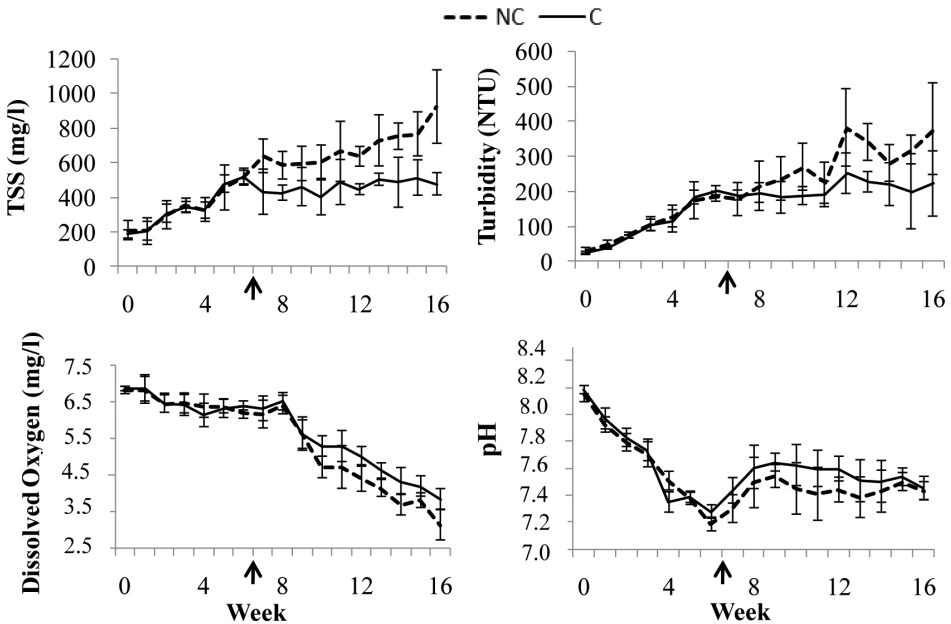 NC C
TSS (mg/l)
1200
1000
800
600
400
200
0
0 4 8 12 16
Turbidity (NTU)
600
500
400
300
200
100
0
0 4 8 12 16
Dissolved Oxygen (mg/l)
7.5
6.5
5.5
4.5
3.5
2.5
0 4 8 12 16
Week
pH
8.4
8.2
8.0
7.8
7.6
7.4
7.2
7.0
0 4 8 12 16
Week